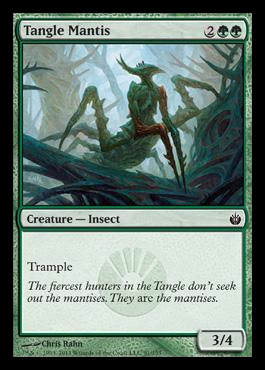 Tangle Mantis 2
Creature — Insect
Trample
The fiercest hunters in the Tangle don't seek
out the mantises. They are the mantises.
Chris Rahn
3/4